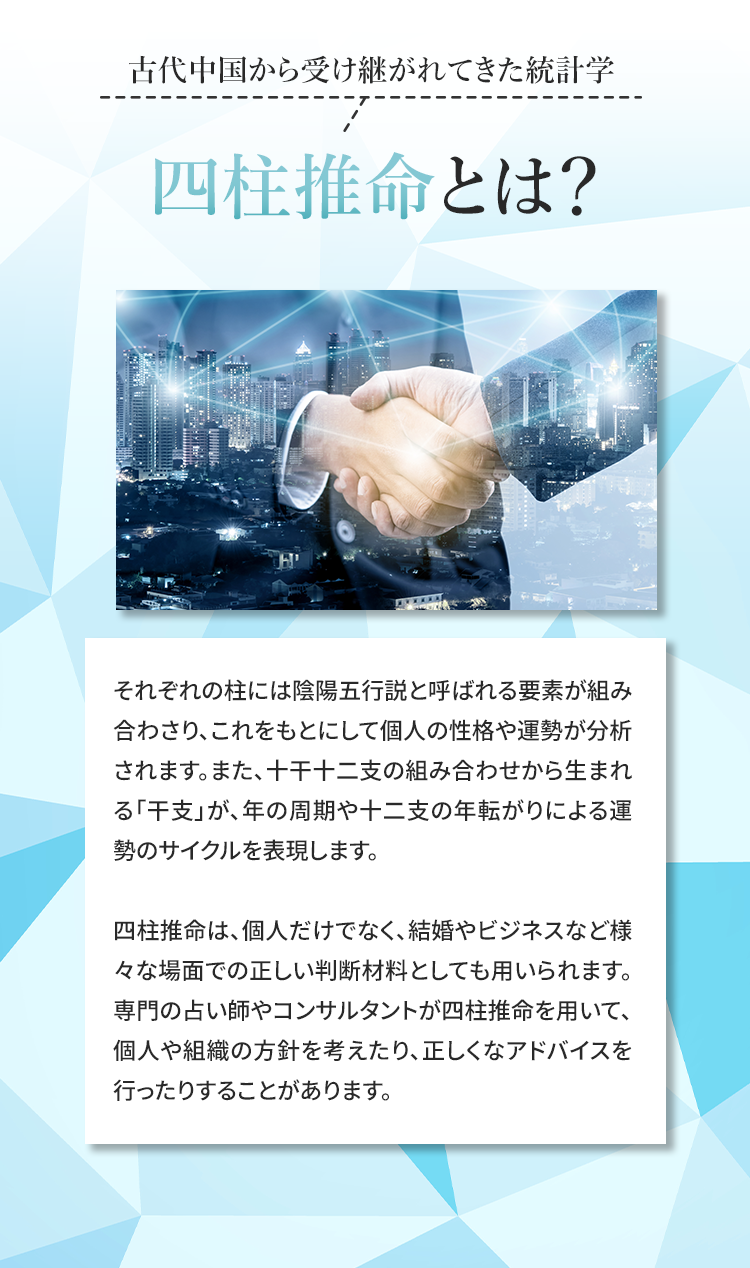 古代中国から受け継がれてきた統計学
四柱推命とは?
それぞれの柱には陰陽五行説と呼ばれる要素が組み
合わさり、これをもとにして個人の性格や運勢が分析
されます。また、十干十二支の組み合わせから生まれ
る「干支」が、年の周期や十二支の年転がりによる運
勢のサイクルを表現します。
四柱推命は、個人だけでなく、結婚やビジネスなど様
々な場面での正しい判断材料としても用いられます。
専門の占い師やコンサルタントが四柱推命を用いて、
個人や組織の方針を考えたり、正しくなアドバイスを
行ったりすることがあります。